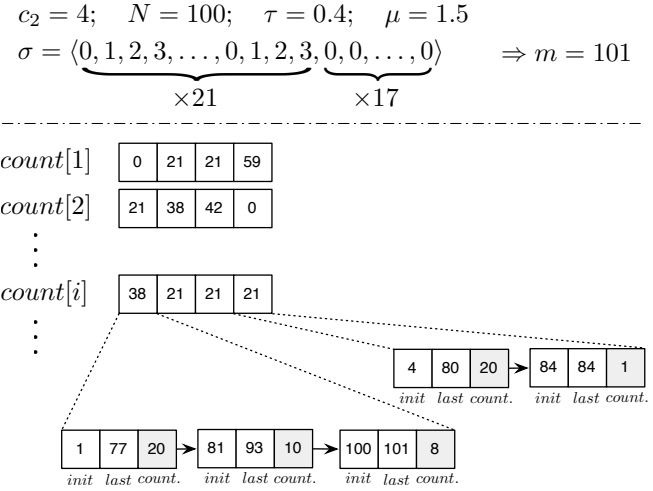 c₂ = 4; N = 100; τ = 0.4; μ = 1.5
σ = ⟨0, 1, 2, 3, ..., 0, 1, 2, 3, 0, 0, ..., 0⟩ ⇒ m = 101
×21 ×17
count[1] 0 21 21 59
count[2] 21 38 42 0
⋮
count[i] 38 21 21 21
⋮
4 80 20 84 84 1
init last count. init last count.
1 77 20 81 93 10 100 101 8
init last count. init last count. init last count.